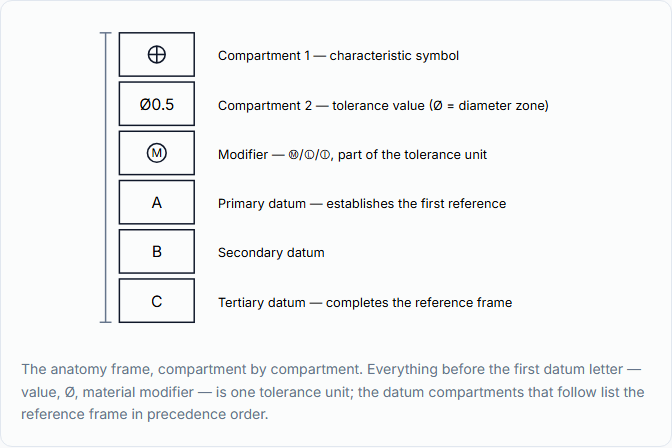 ⌖ Compartment 1 — characteristic symbol
Ø0.5 Compartment 2 — tolerance value (Ø = diameter zone)
Ⓜ Modifier — Ⓜ/Ⓛ/Ⓣ, part of the tolerance unit
A Primary datum — establishes the first reference
B Secondary datum
C Tertiary datum — completes the reference frame
The anatomy frame, compartment by compartment. Everything before the first datum letter —
value, Ø, material modifier — is one tolerance unit; the datum compartments that follow list the
reference frame in precedence order.